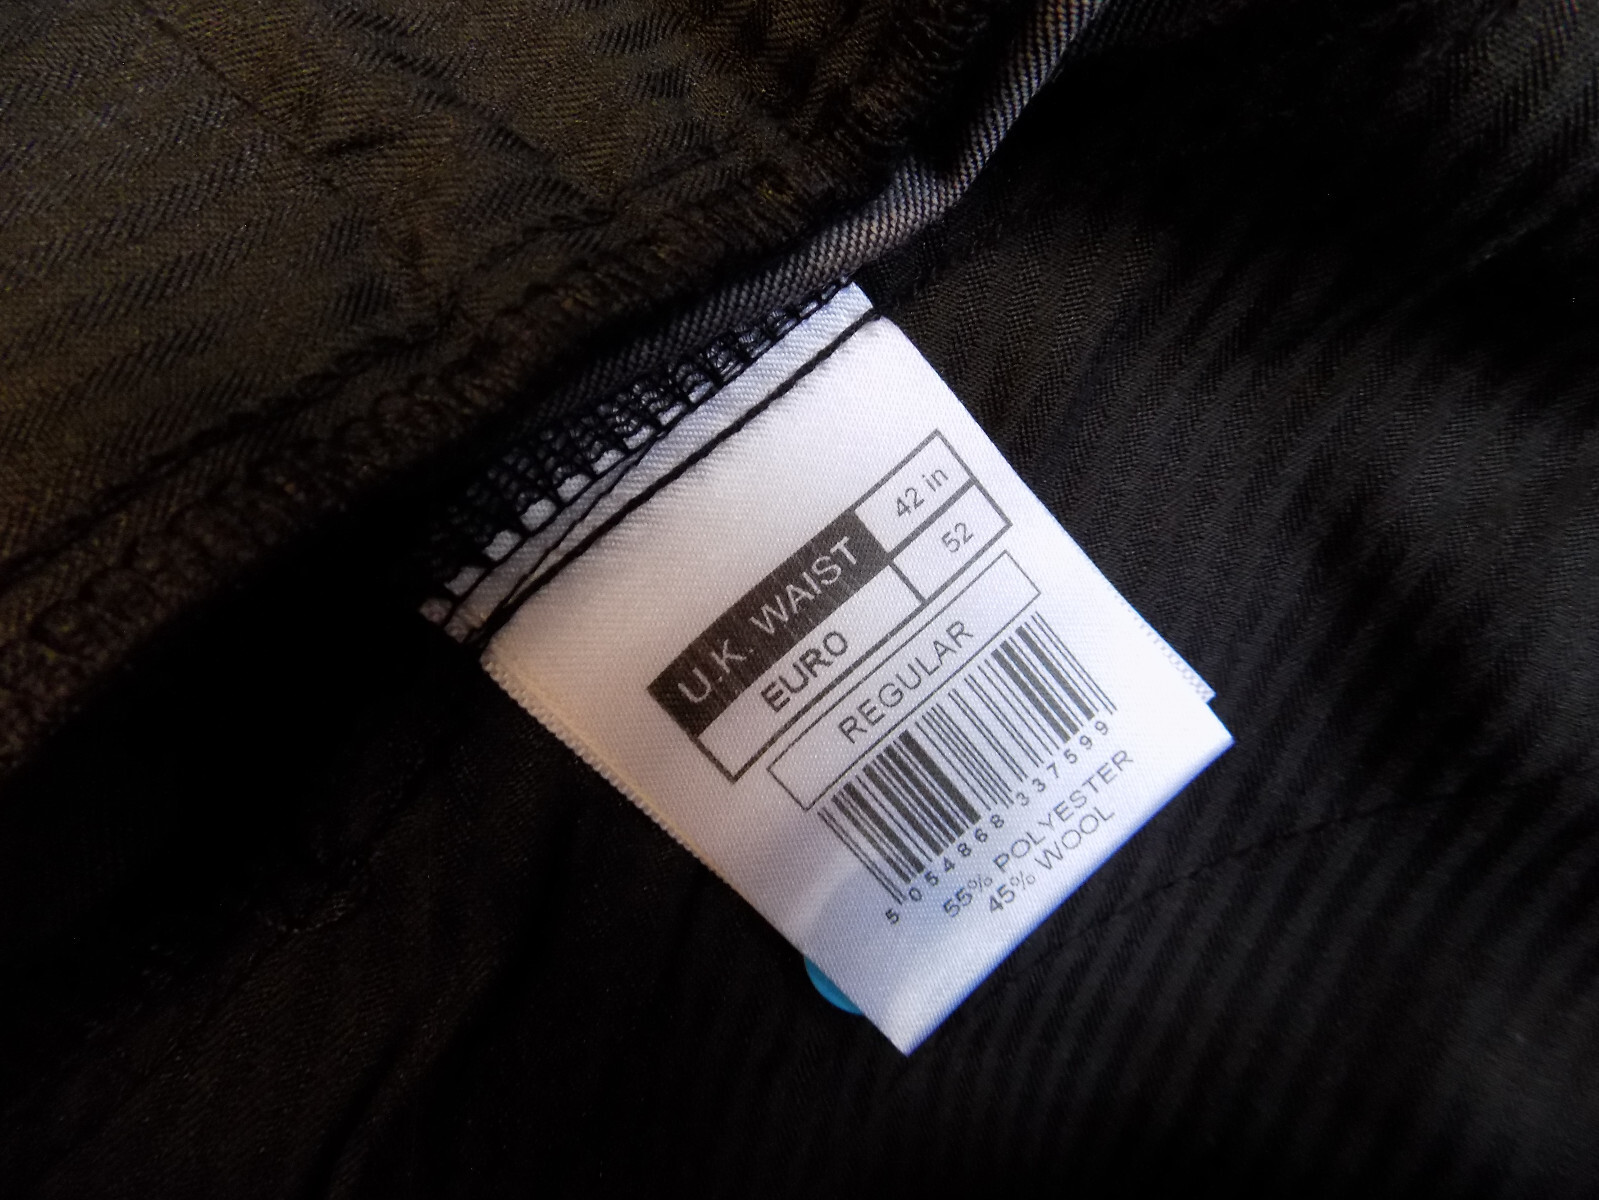 U.K. WAIST 42 in
EURO 52
REGULAR
5 054868 337599
55% POLYESTER
45% WOOL